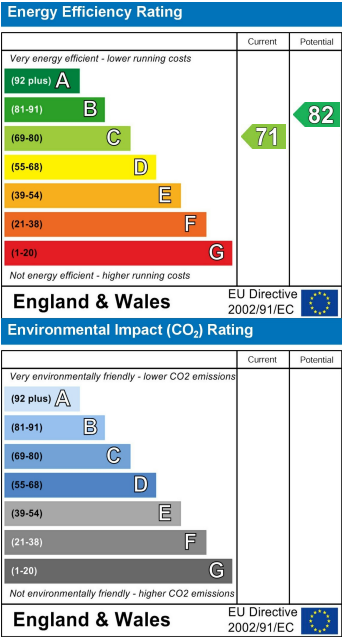 Energy Efficiency Rating
Current Potential
Very energy efficient - lower running costs
(92 plus) A
(81-91) B
(69-80) C
(55-68) D
(39-54) E
(21-38) F
(1-20) G
71
82
Not energy efficient - higher running costs
England & Wales
EU Directive
2002/91/EC
Environmental Impact (CO₂) Rating
Current Potential
Very environmentally friendly - lower CO2 emissions
(92 plus) A
(81-91) B
(69-80) C
(55-68) D
(39-54) E
(21-38) F
(1-20) G
Not environmentally friendly - higher CO2 emissions
England & Wales
EU Directive
2002/91/EC